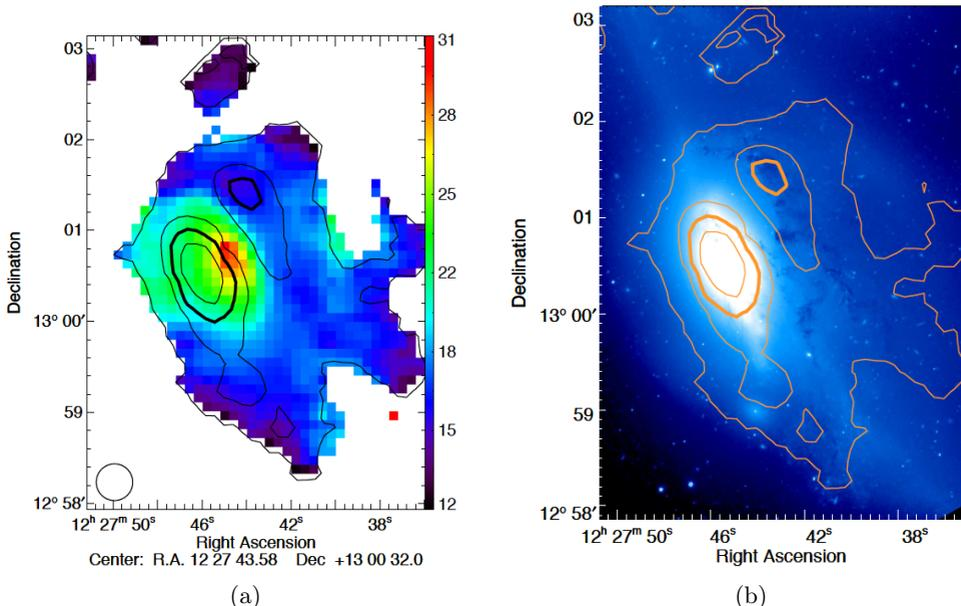 03
02
01
13 00′
59
12 58′
Declination
12ʰ 27ᵐ 50ˢ 46ˢ 42ˢ 38ˢ
Right Ascension
Center: R.A. 12 27 43.58 Dec +13 00 32.0
31
28
25
22
18
15
12
(a)
03
02
01
13 00′
59
12º 58′
Declination
12ʰ 27ᵐ 50ˢ 46ˢ 42ˢ 38ˢ
Right Ascension
(b)